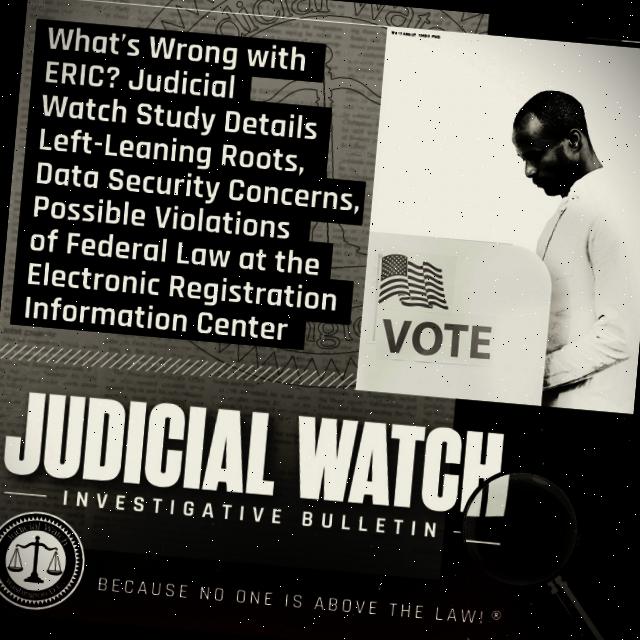 What's Wrong with
ERIC? Judicial
Watch Study Details
Left-Leaning Roots,
Data Security Concerns,
Possible Violations
of Federal Law at the
Electronic Registration
Information Center
VOTE
JUDICIAL WATCH
INVESTIGATIVE BULLETIN
BECAUSE NO ONE IS ABOVE THE LAW!®